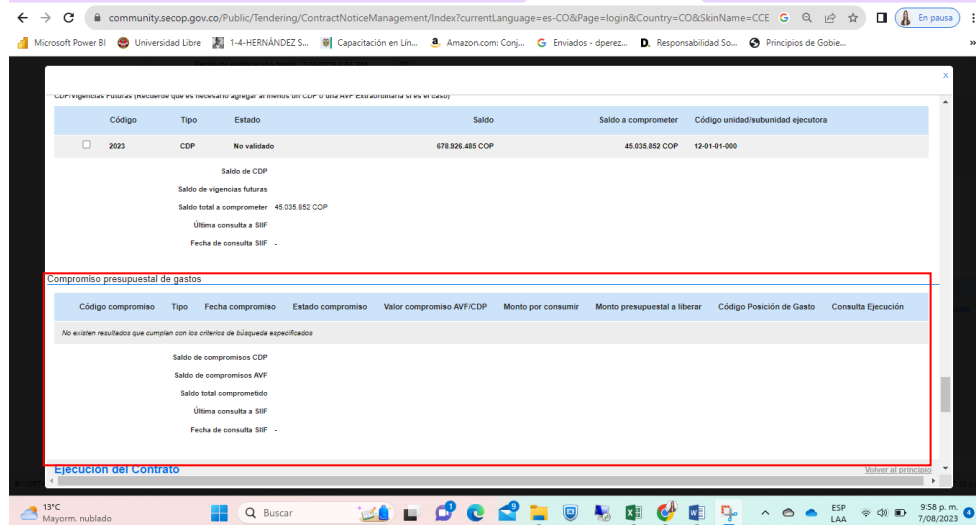 community.secop.gov.co/Public/Tendering/ContractNoticeManagement/Index?currentLanguage=es-CO&Page=login&Country=CO&SkinName=CCE
En pausa
Microsoft Power BI Universidad Libre 1-4-HERNÁNDEZ S... Capacitación en Lín... Amazon.com: Conj... Enviados - dperez... Responsabilidad So... Principios de Gobie... »
x
CDP/Vigencias Futuras (Recuerde que es necesario agregar al menos un CDP o una AVF Extraordinaria si es el caso)
Código Tipo Estado Saldo Saldo a comprometer Código unidad/subunidad ejecutora
2023 CDP No validado 678.926.485 COP 45.035.852 COP 12-01-01-000
Saldo de CDP
Saldo de vigencias futuras
Saldo total a comprometer 45.035.852 COP
Última consulta a SIIF
Fecha de consulta SIIF -
Compromiso presupuestal de gastos
Código compromiso Tipo Fecha compromiso Estado compromiso Valor compromiso AVF/CDP Monto por consumir Monto presupuestal a liberar Código Posición de Gasto Consulta Ejecución
No existen resultados que cumplan con los criterios de búsqueda especificados
Saldo de compromisos CDP
Saldo de compromisos AVF
Saldo total comprometido
Última consulta a SIIF
Fecha de consulta SIIF -
Ejecución del Contrato Volver al principio
13°C
Mayorm. nublado
Buscar
ESP
LAA
9:58 p. m.
7/08/2023
4